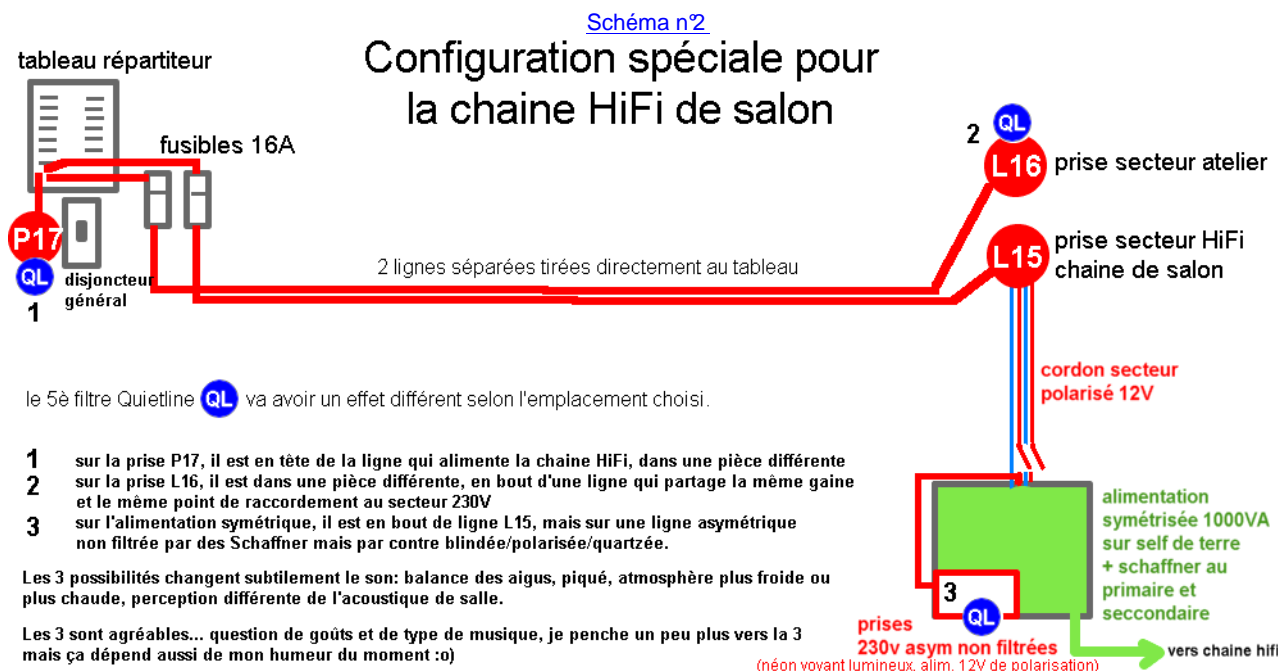 Schéma n°2
Configuration spéciale pour
la chaine HiFi de salon
tableau répartiteur
fusibles 16A
P17
QL
1
disjoncteur
général
2 lignes séparées tirées directement au tableau
2
QL
L16
prise secteur atelier
L15
prise secteur HiFi
chaine de salon
cordon secteur
polarisé 12V
le 5è filtre Quietline QL va avoir un effet différent selon l'emplacement choisi.
1 sur la prise P17, il est en tête de la ligne qui alimente la chaine HiFi, dans une pièce différente
2 sur la prise L16, il est dans une pièce différente, en bout d'une ligne qui partage la même gaine
et le même point de raccordement au secteur 230V
3 sur l'alimentation symétrique, il est en bout de ligne L15, mais sur une ligne asymétrique
non filtrée par des Schaffner mais par contre blindée/polarisée/quartzée.
Les 3 possibilités changent subtilement le son: balance des aigus, piqué, atmosphère plus froide ou
plus chaude, perception différente de l'acoustique de salle.
Les 3 sont agréables... question de goûts et de type de musique, je penche un peu plus vers la 3
mais ça dépend aussi de mon humeur du moment :o)
alimentation
symétrisée 1000VA
sur self de terre
+ schaffner au
primaire et
seccondaire
3
QL
prises
230v asym non filtrées
(néon voyant lumineux, alim. 12V de polarisation)
vers chaine hifi